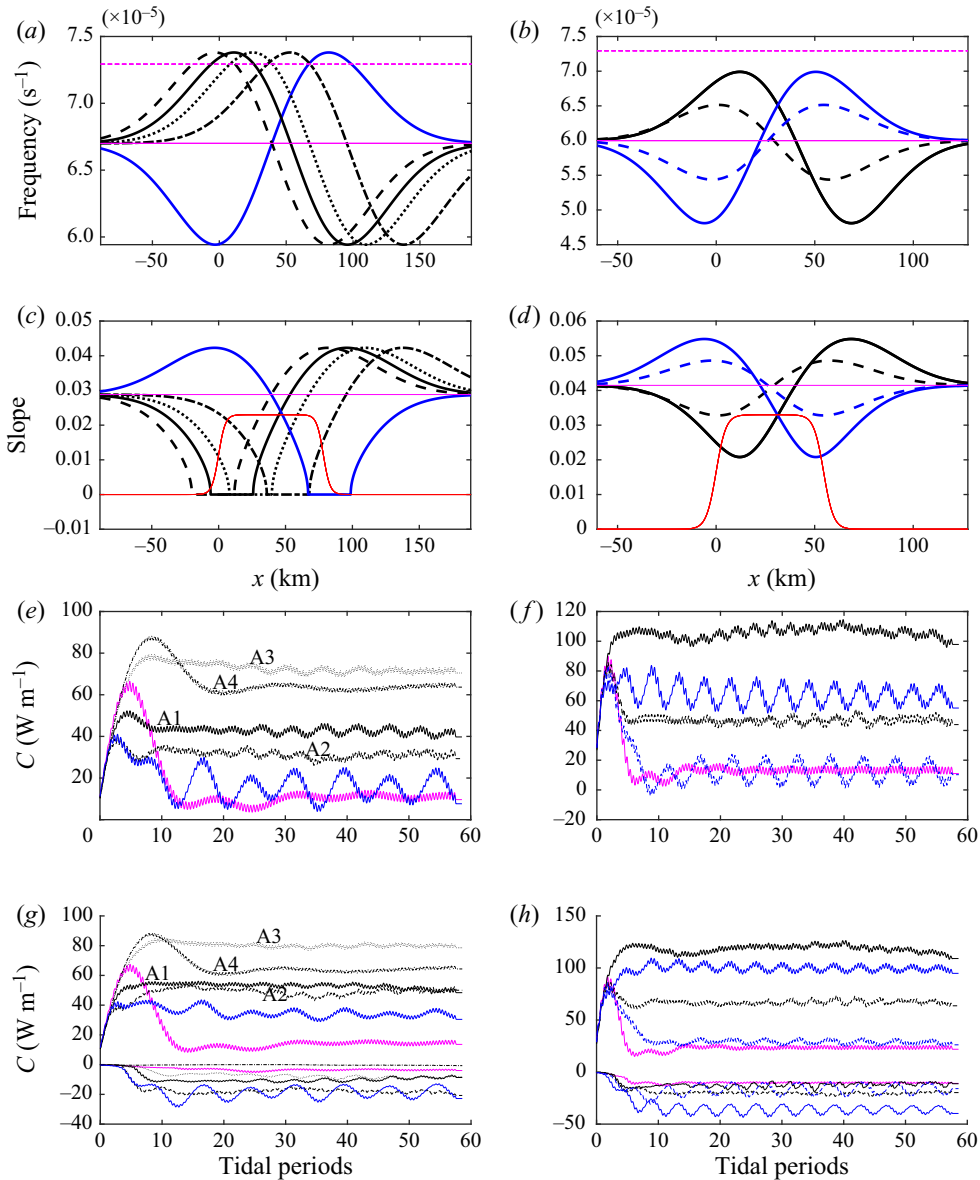 (×10⁻⁵) (×10⁻⁵)
(a) (b)
7.5 7.0 6.5 6.0
Frequency (s⁻¹)
–50 0 50 100 150
7.5 7.0 6.5 6.0 5.5 5.0 4.5
–50 0 50 100
(c) (d)
0.05 0.04 0.03 0.02 0.01 0 –0.01
Slope
–50 0 50 100 150
x (km)
0.06 0.05 0.04 0.03 0.02 0.01 0
–50 0 50 100
x (km)
(e) (f)
100 80 60 40 20
C (W m⁻¹)
A3
A4
A1
A2
0 10 20 30 40 50 60
120 100 80 60 40 20 0 –20
0 10 20 30 40 50 60
(g) (h)
100 80 60 40 20 0 –20 –40
C (W m⁻¹)
A3
A4
A1
A2
0 10 20 30 40 50 60
Tidal periods
150 100 50 0 –50
0 10 20 30 40 50 60
Tidal periods